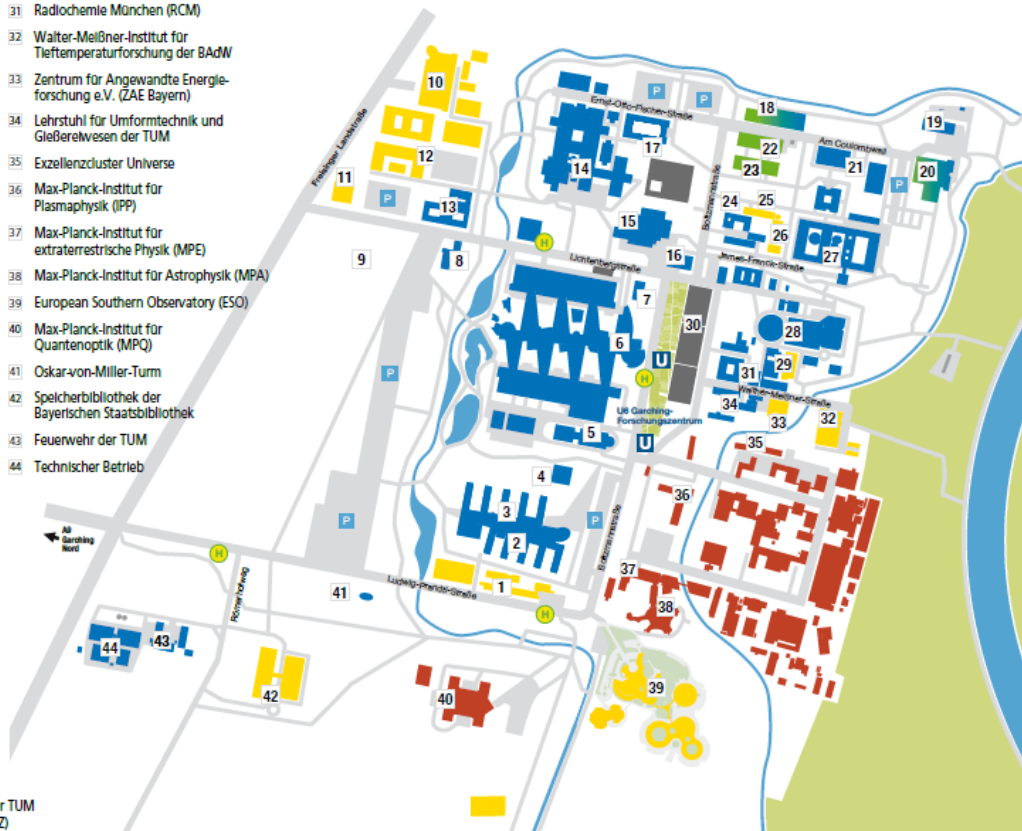 31 Radiochemie München (RCM)
32 Walter-Meißner-Institut für
Tieftemperaturforschung der BAdW
33 Zentrum für Angewandte Energie-
forschung e.V. (ZAE Bayern)
34 Lehrstuhl für Umformtechnik und
Gießereiwesen der TUM
35 Exzellenzcluster Universe
36 Max-Planck-Institut für
Plasmaphysik (IPP)
37 Max-Planck-Institut für
extraterrestrische Physik (MPE)
38 Max-Planck-Institut für Astrophysik (MPA)
39 European Southern Observatory (ESO)
40 Max-Planck-Institut für
Quantenoptik (MPQ)
41 Oskar-von-Miller-Turm
42 Speicherbibliothek der
Bayerischen Staatsbibliothek
43 Feuerwehr der TUM
44 Technischer Betrieb
r TUM
Z)
10
P
P
18
Ernst-Otto-Fischer-Straße
19
17
Am Coulombwall
22
12
14
23
21
20
Freisinger Landstraße
11
P
P
13
Boltzmannstraße
24
25
15
26
H
9
8
16
27
Lichtenbergstraße
James-Franck-Straße
7
30
28
6
U
29
P
H
31
Walther-Meißner-Straße
34
U6 Garching-
Forschungszentrum
33
32
5
U
35
4
36
3
P
P
2
A9
Garching
Nord
H
Boltzmannstraße
37
41
Ludwig-Prandtl-Straße
1
H
38
Römerhofweg
44
43
42
40
39